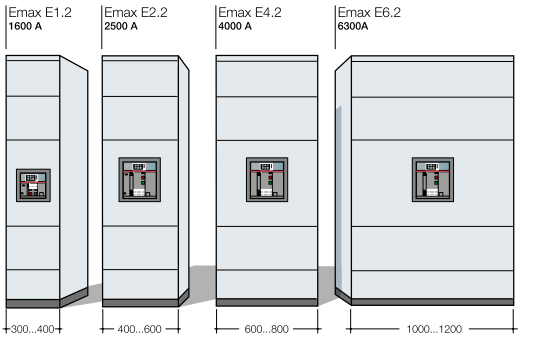 Emax E1.2
1600 A
Emax E2.2
2500 A
Emax E4.2
4000 A
Emax E6.2
6300A
300...400
400...600
600...800
1000...1200